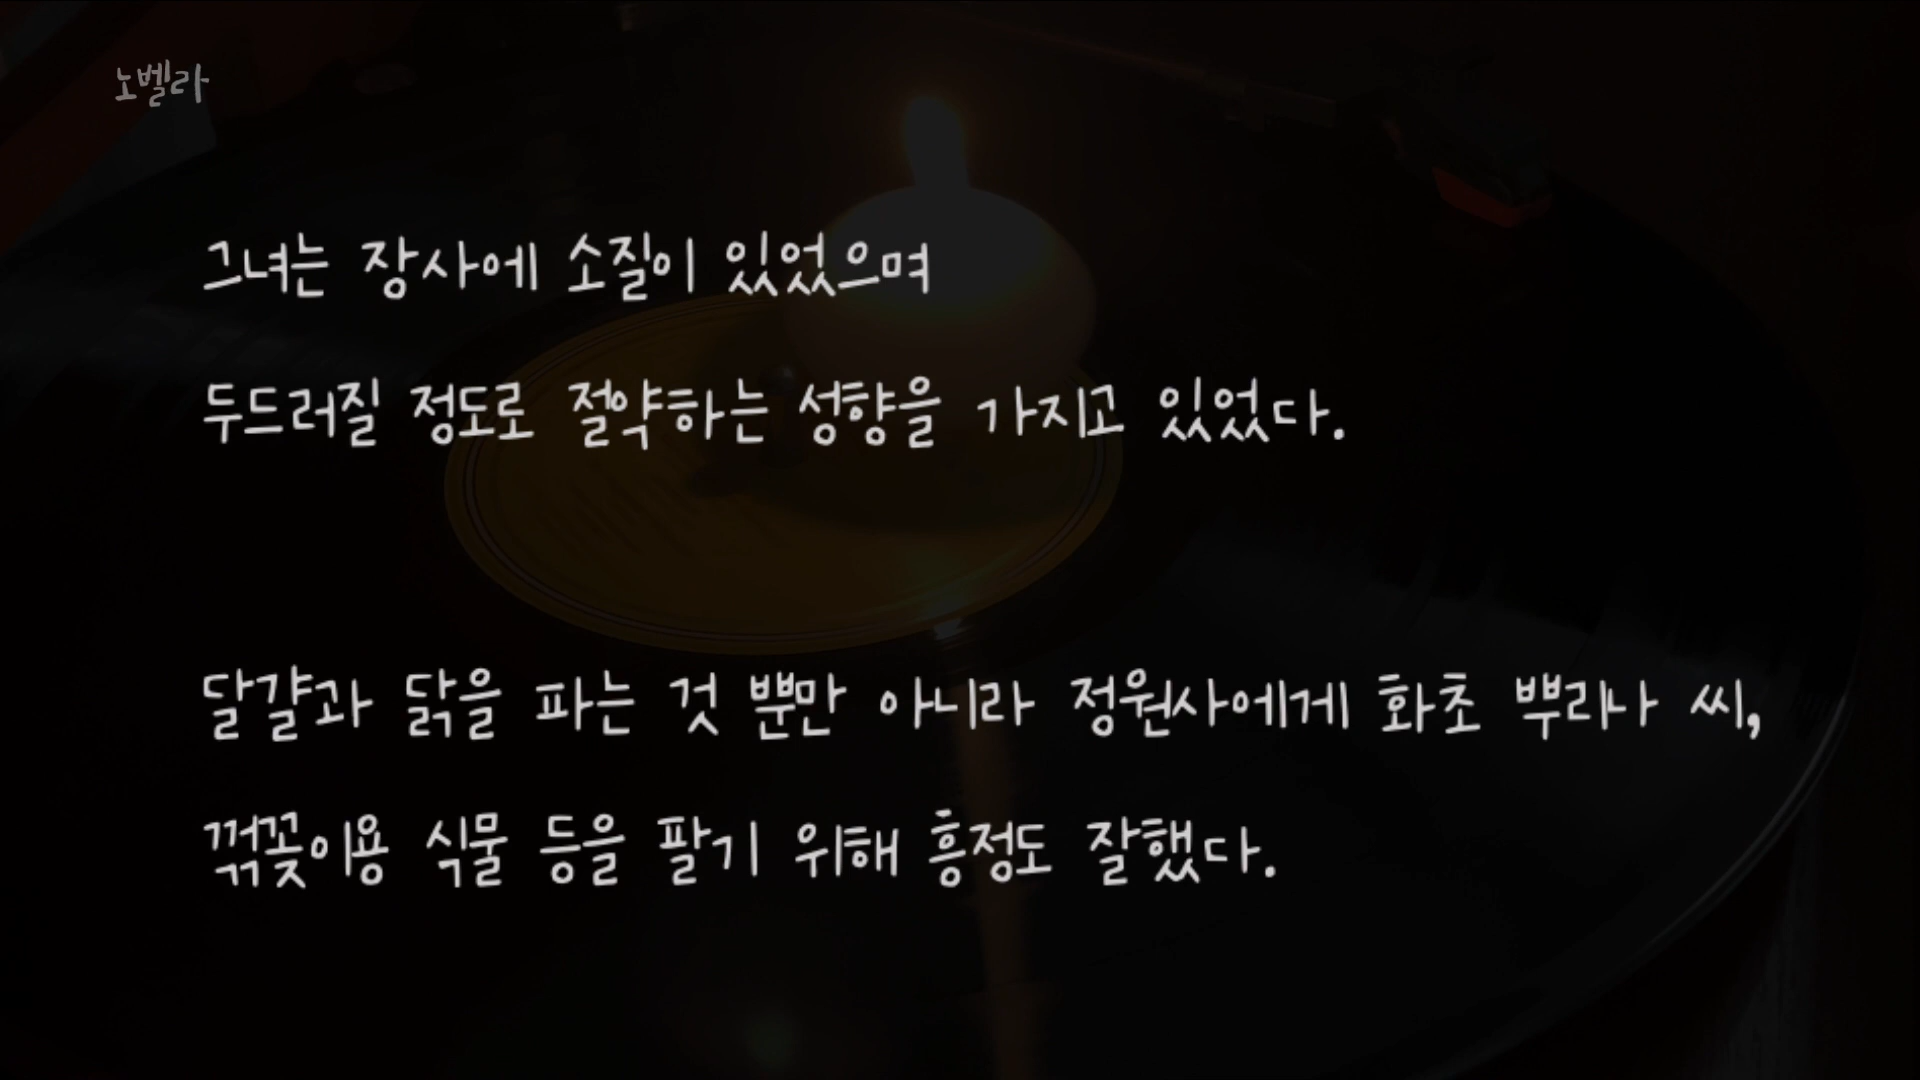 노벨라
그녀는 장사에 소질이 있었으며
두드러질 정도로 절약하는 성향을 가지고 있었다.
달걀과 닭을 파는 것 뿐만 아니라 정원사에게 화초 뿌리나 씨,
꺾꽂이용 식물 등을 팔기 위해 흥정도 잘했다.